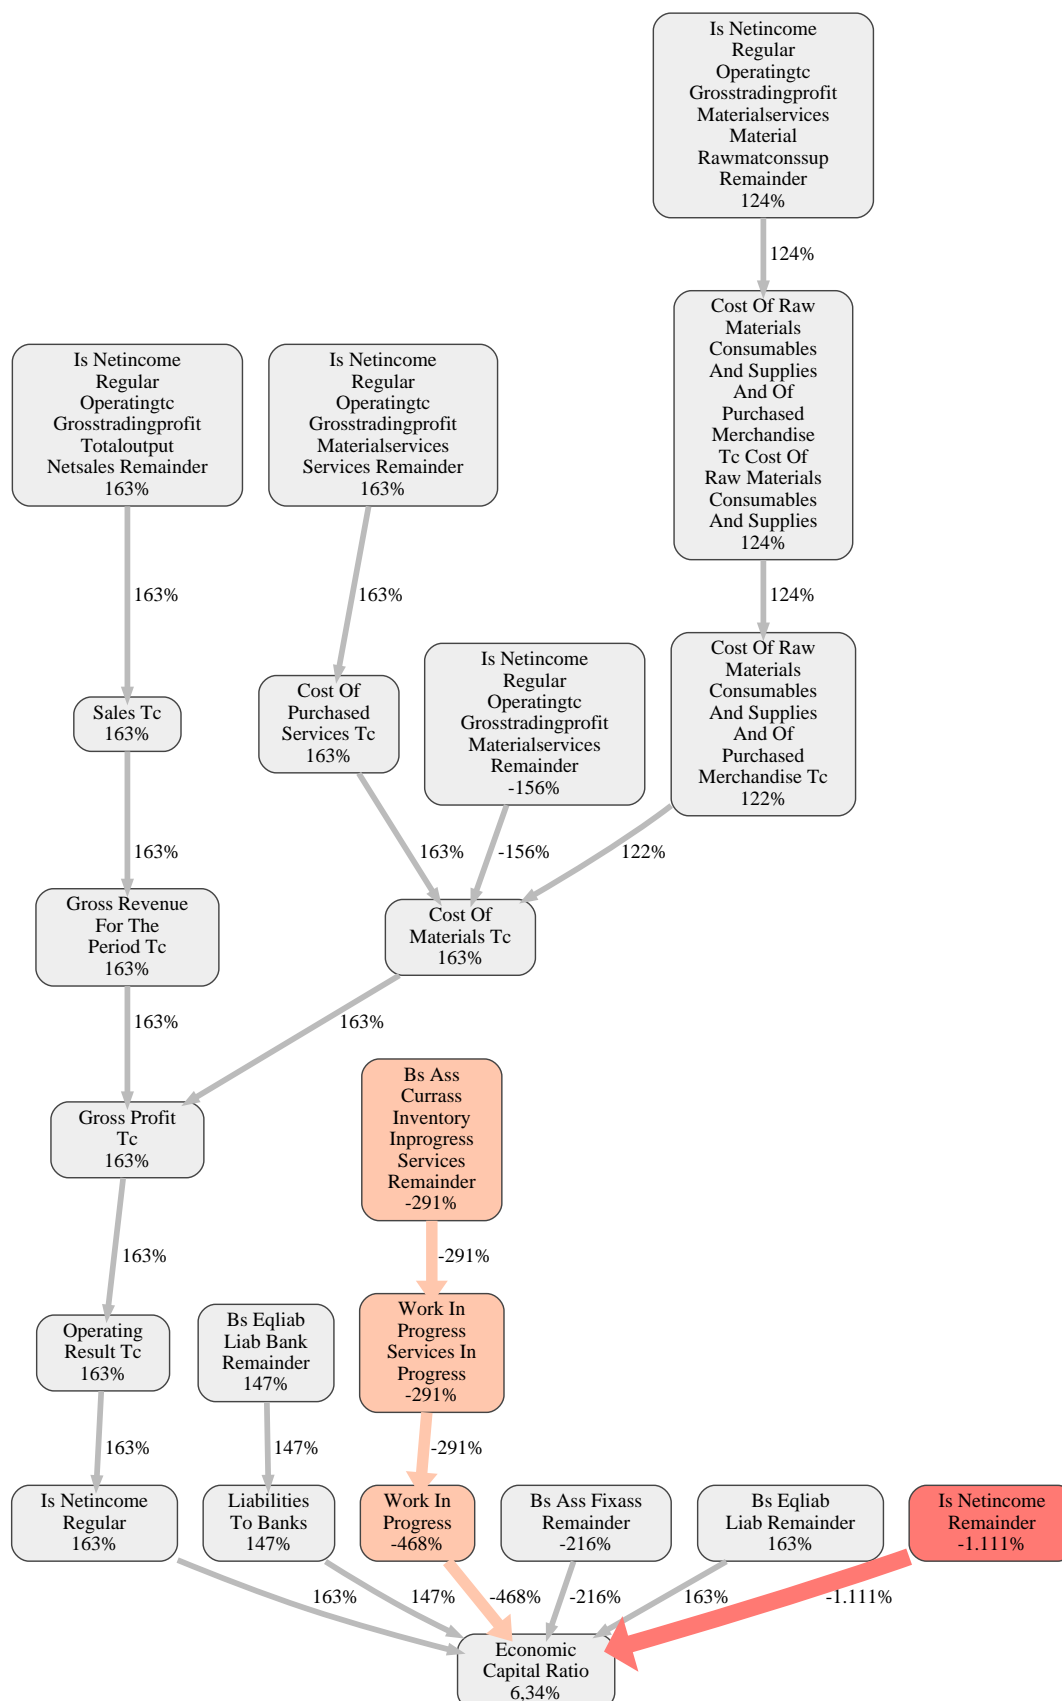 Is Netincome
Regular
Operatingtc
Grosstradingprofit
Materialservices
Material
Rawmatconssup
Remainder
124%
124%
Cost Of Raw
Materials
Consumables
And Supplies
And Of
Purchased
Merchandise
Tc Cost Of
Raw Materials
Consumables
And Supplies
124%
Is Netincome
Regular
Operatingtc
Grosstradingprofit
Totaloutput
Netsales Remainder
163%
Is Netincome
Regular
Operatingtc
Grosstradingprofit
Materialservices
Services Remainder
163%
163%
163%
124%
Sales Tc
163%
Cost Of
Purchased
Services Tc
163%
Is Netincome
Regular
Operatingtc
Grosstradingprofit
Materialservices
Remainder
-156%
Cost Of Raw
Materials
Consumables
And Supplies
And Of
Purchased
Merchandise Tc
122%
163%
163%
-156%
122%
Gross Revenue
For The
Period Tc
163%
Cost Of
Materials Tc
163%
163%
163%
Gross Profit
Tc
163%
Bs Ass
Currass
Inventory
Inprogress
Services
Remainder
-291%
163%
-291%
Operating
Result Tc
163%
Bs Eqliab
Liab Bank
Remainder
147%
Work In
Progress
Services In
Progress
-291%
163%
147%
-291%
Is Netincome
Regular
163%
Liabilities
To Banks
147%
Work In
Progress
-468%
Bs Ass Fixass
Remainder
-216%
Bs Eqliab
Liab Remainder
163%
Is Netincome
Remainder
-1.111%
163%
147%
-468%
-216%
163%
-1.111%
Economic
Capital Ratio
6,34%